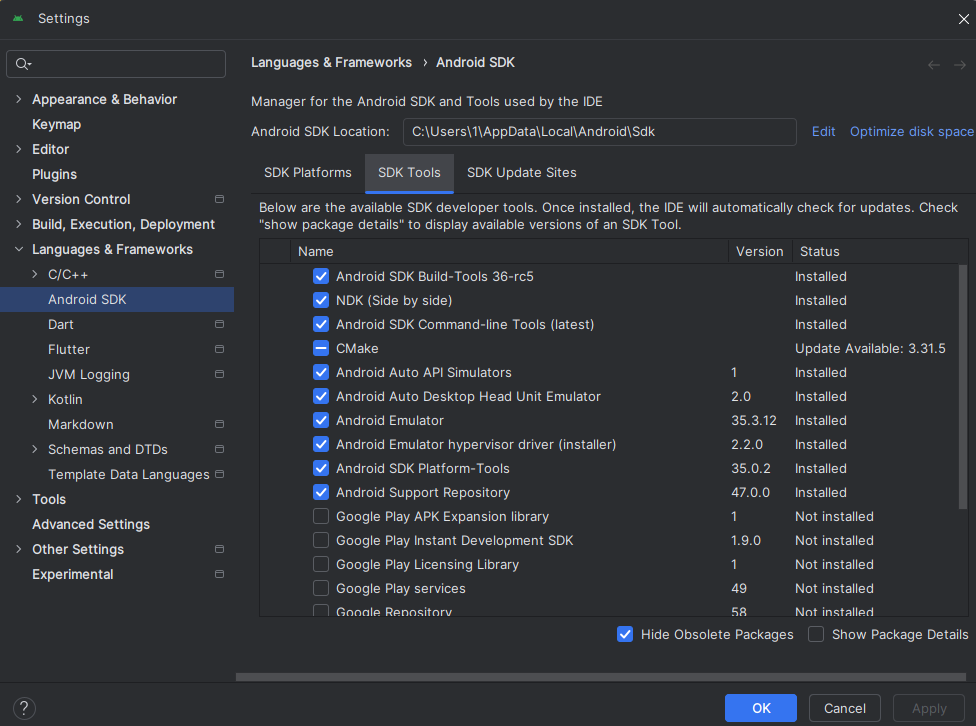 Settings
Languages & Frameworks › Android SDK
Appearance & Behavior
Keymap
Editor
Plugins
Version Control
Build, Execution, Deployment
Languages & Frameworks
C/C++
Android SDK
Dart
Flutter
JVM Logging
Kotlin
Markdown
Schemas and DTDs
Template Data Languages
Tools
Advanced Settings
Other Settings
Experimental
Manager for the Android SDK and Tools used by the IDE
Android SDK Location: C:\Users\1\AppData\Local\Android\Sdk Edit Optimize disk space
SDK Platforms SDK Tools SDK Update Sites
Below are the available SDK developer tools. Once installed, the IDE will automatically check for updates. Check
"show package details" to display available versions of an SDK Tool.
Name Version Status
Android SDK Build-Tools 36-rc5 Installed
NDK (Side by side) Installed
Android SDK Command-line Tools (latest) Installed
CMake Update Available: 3.31.5
Android Auto API Simulators 1 Installed
Android Auto Desktop Head Unit Emulator 2.0 Installed
Android Emulator 35.3.12 Installed
Android Emulator hypervisor driver (installer) 2.2.0 Installed
Android SDK Platform-Tools 35.0.2 Installed
Android Support Repository 47.0.0 Installed
Google Play APK Expansion library 1 Not installed
Google Play Instant Development SDK 1.9.0 Not installed
Google Play Licensing Library 1 Not installed
Google Play services 49 Not installed
Google Repository 58 Not installed
Hide Obsolete Packages Show Package Details
? OK Cancel Apply